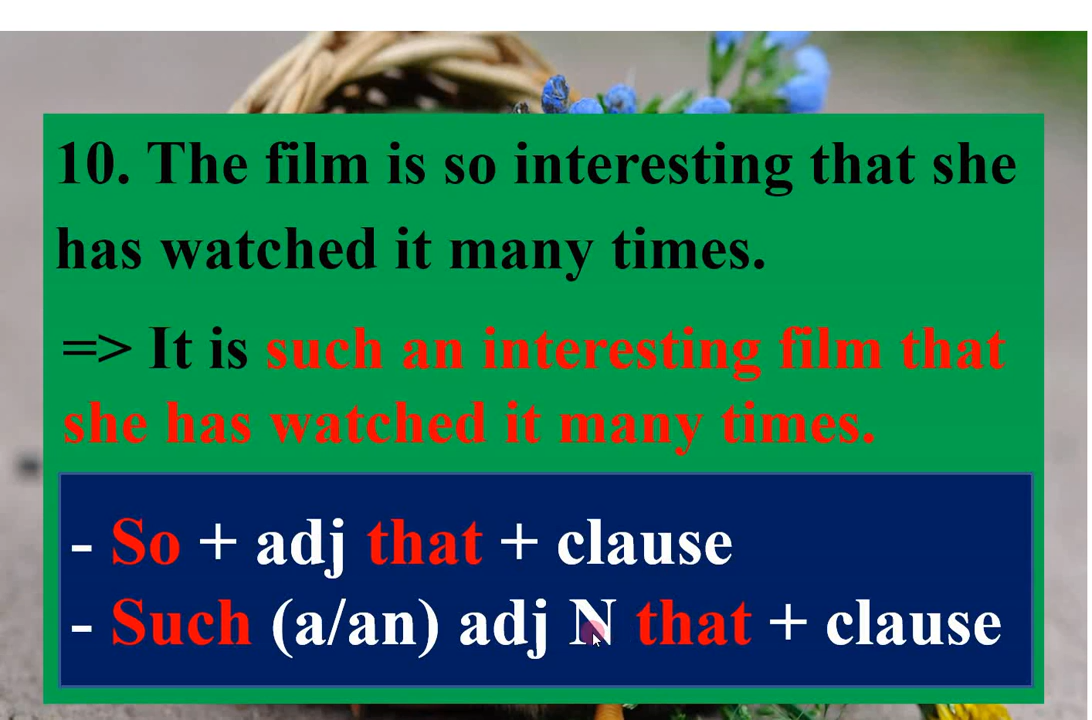 10. The film is so interesting that she
has watched it many times.
=> It is such an interesting film that
she has watched it many times.
- So + adj that + clause
- Such (a/an) adj N that + clause